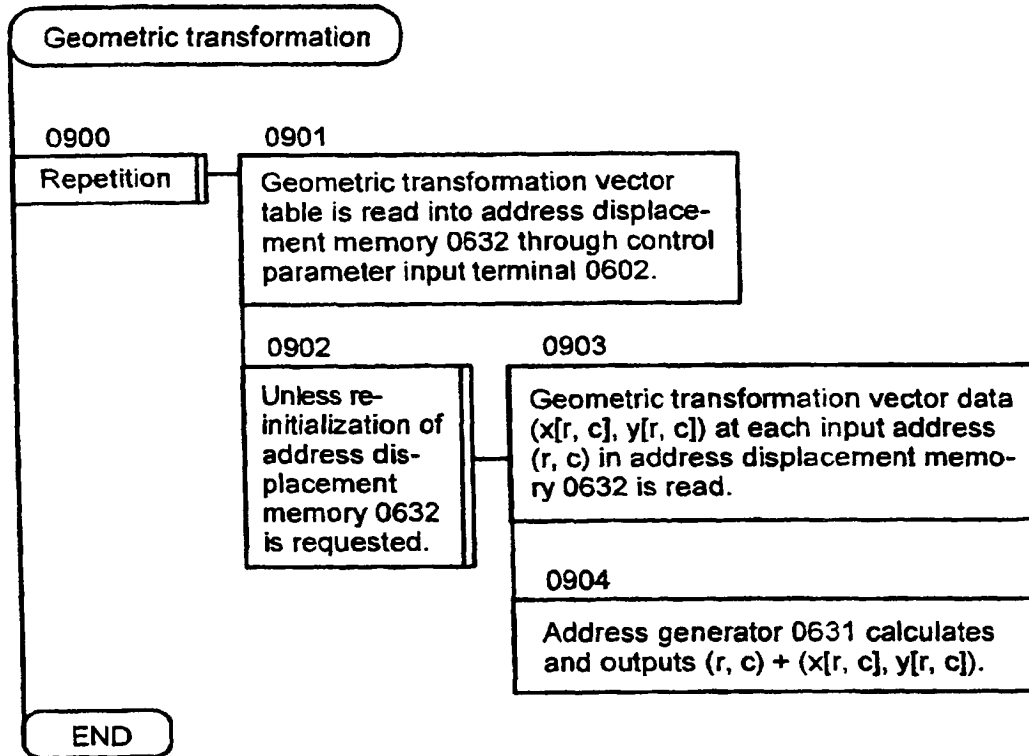 Geometric transformation
0900
Repetition
0901
Geometric transformation vector
table is read into address displace-
ment memory 0632 through control
parameter input terminal 0602.
0902
Unless re-
initialization of
address dis-
placement
memory 0632
is requested.
0903
Geometric transformation vector data
(x[r, c], y[r, c]) at each input address
(r, c) in address displacement memo-
ry 0632 is read.
0904
Address generator 0631 calculates
and outputs (r, c) + (x[r, c], y[r, c]).
END